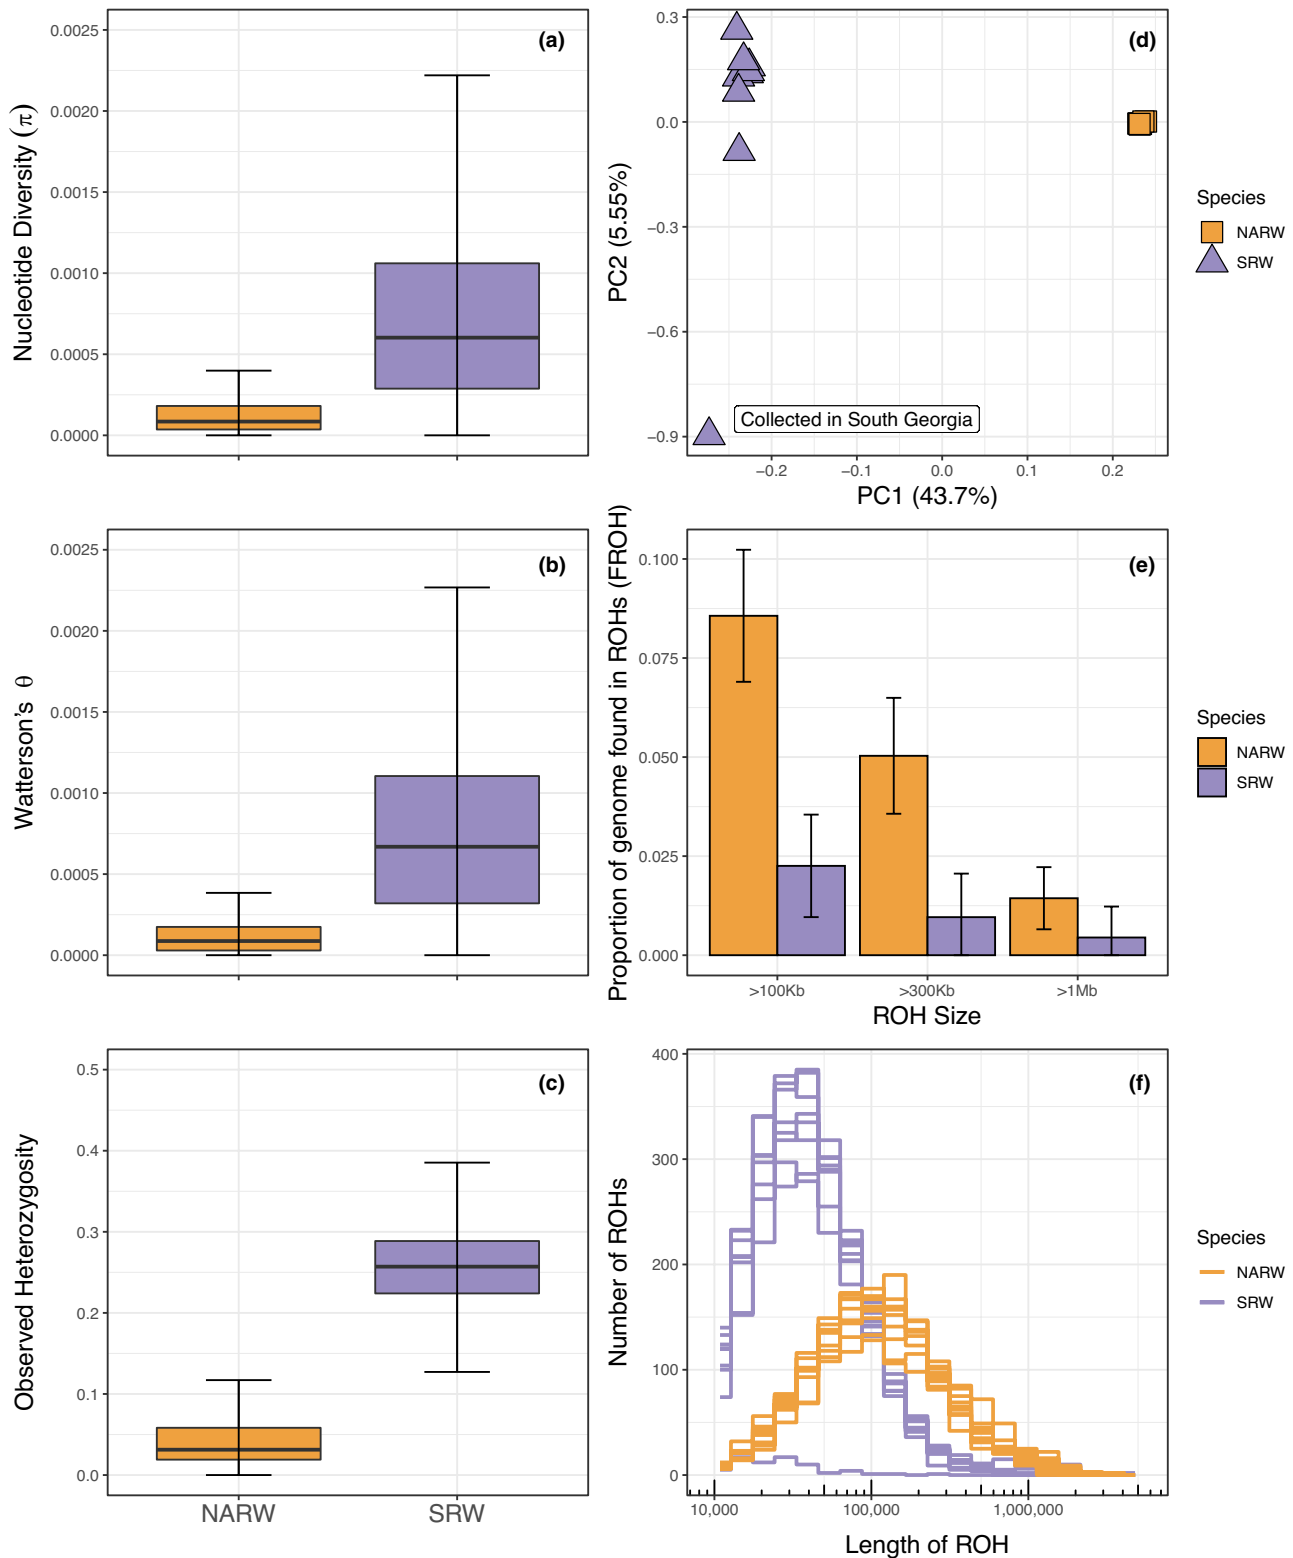 (a)
Nucleotide Diversity (π)
0.0025
0.0020
0.0015
0.0010
0.0005
0.0000
(d)
PC2 (5.55%)
0.3
0.0
−0.3
−0.6
−0.9
Collected in South Georgia
−0.2
−0.1
0.0
0.1
0.2
PC1 (43.7%)
Species
NARW
SRW
(b)
Watterson's θ
0.0025
0.0020
0.0015
0.0010
0.0005
0.0000
(e)
Proportion of genome found in ROHs (FROH)
0.100
0.075
0.050
0.025
0.000
>100Kb
>300Kb
>1Mb
ROH Size
Species
NARW
SRW
(c)
Observed Heterozygosity
0.5
0.4
0.3
0.2
0.1
0.0
NARW
SRW
(f)
Number of ROHs
400
300
200
100
0
10,000
100,000
1,000,000
Length of ROH
Species
NARW
SRW